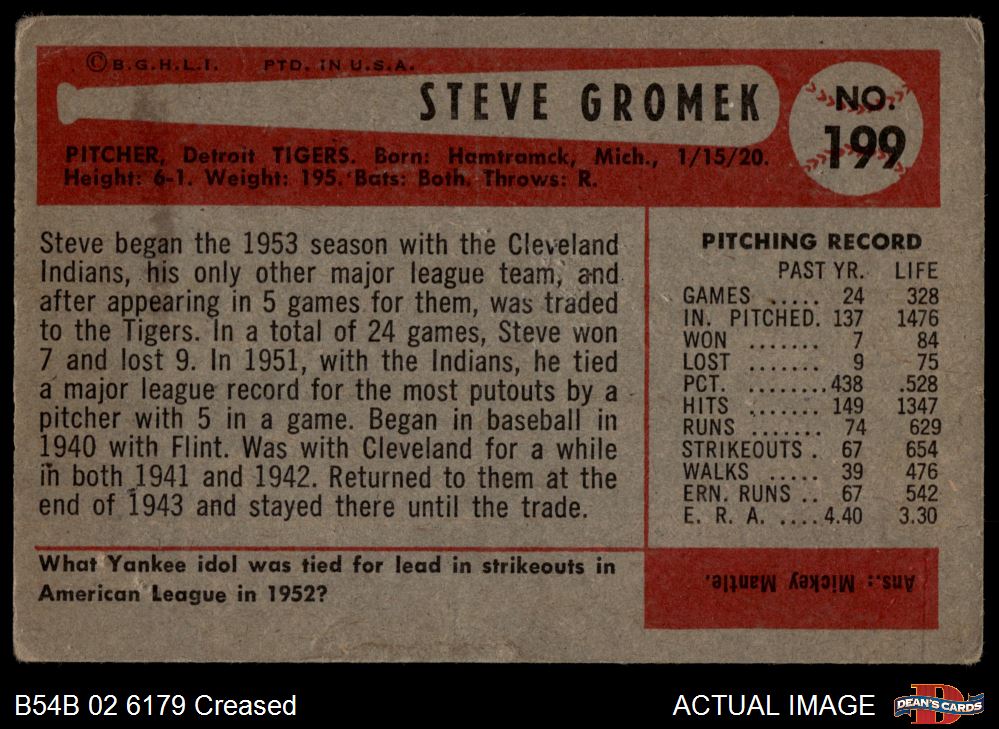 © B.G.H.L.I. PTD. IN U.S.A.
STEVE GROMEK
NO.
199
PITCHER, Detroit TIGERS. Born: Hamtramck, Mich., 1/15/20.
Height: 6-1. Weight: 195. Bats: Both. Throws: R.
Steve began the 1953 season with the Cleveland
Indians, his only other major league team, and
after appearing in 5 games for them, was traded
to the Tigers. In a total of 24 games, Steve won
7 and lost 9. In 1951, with the Indians, he tied
a major league record for the most putouts by a
pitcher with 5 in a game. Began in baseball in
1940 with Flint. Was with Cleveland for a while
in both 1941 and 1942. Returned to them at the
end of 1943 and stayed there until the trade.
PITCHING RECORD
PAST YR. LIFE
GAMES ..... 24 328
IN. PITCHED. 137 1476
WON ....... 7 84
LOST ....... 9 75
PCT. ........438 .528
HITS ....... 149 1347
RUNS ....... 74 629
STRIKEOUTS . 67 654
WALKS ..... 39 476
ERN. RUNS .. 67 542
E. R. A. ....4.40 3.30
What Yankee idol was tied for lead in strikeouts in
American League in 1952?
Ans.: Mickey Mantle.
B54B 02 6179 Creased
ACTUAL IMAGE
DEAN'S CARDS